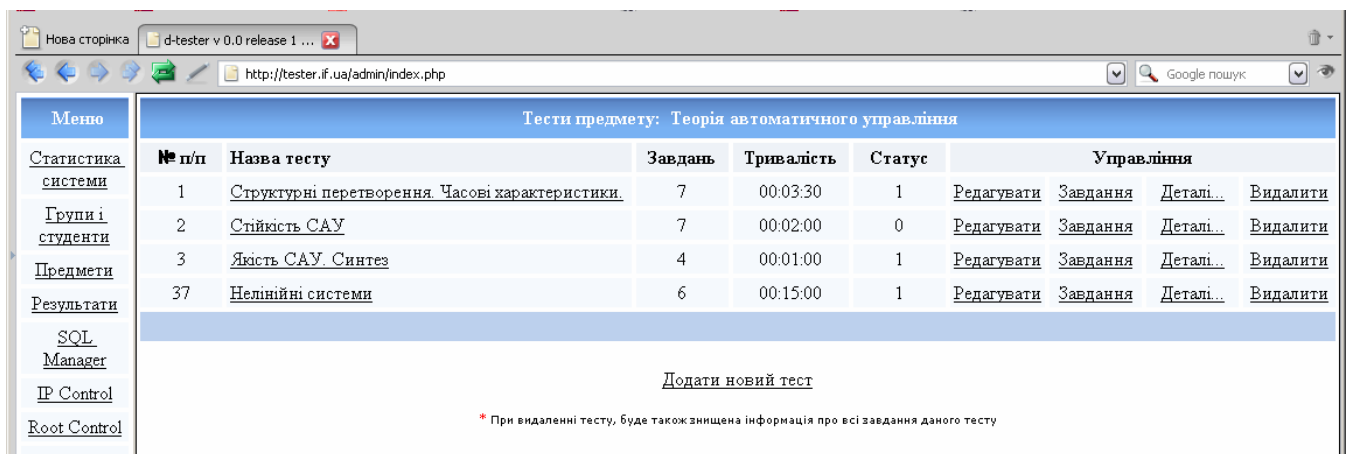 Нова сторінка d-tester v 0.0 release 1 ...
http://tester.if.ua/admin/index.php Google пошук
Меню
Статистика системи
Групи і студенти
Предмети
Результати
SQL Manager
IP Control
Root Control
Тести предмету: Теорія автоматичного управління
№ п/п Назва тесту Завдань Тривалість Статус Управління
1 Структурні перетворення. Часові характеристики. 7 00:03:30 1 Редагувати Завдання Деталі... Видалити
2 Стійкість САУ 7 00:02:00 0 Редагувати Завдання Деталі... Видалити
3 Якість САУ. Синтез 4 00:01:00 1 Редагувати Завдання Деталі... Видалити
37 Нелінійні системи 6 00:15:00 1 Редагувати Завдання Деталі... Видалити
Додати новий тест
* При видаленні тесту, буде також знищена інформація про всі завдання даного тесту